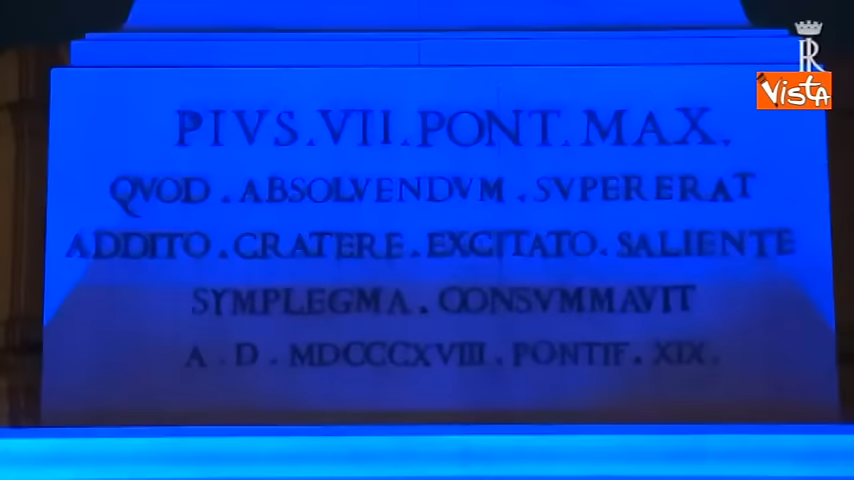 R
VISTA
PIVS.VII.PONT.MAX.
QVOD.ABSOLVENDVM.SVPERERAT
ADDITO.CRATERE.EXCITATO.SALIENTE
SYMPLEGMA.CONSVMMAVIT
A.D.MDCCCXVIII.PONTIF.XIX.